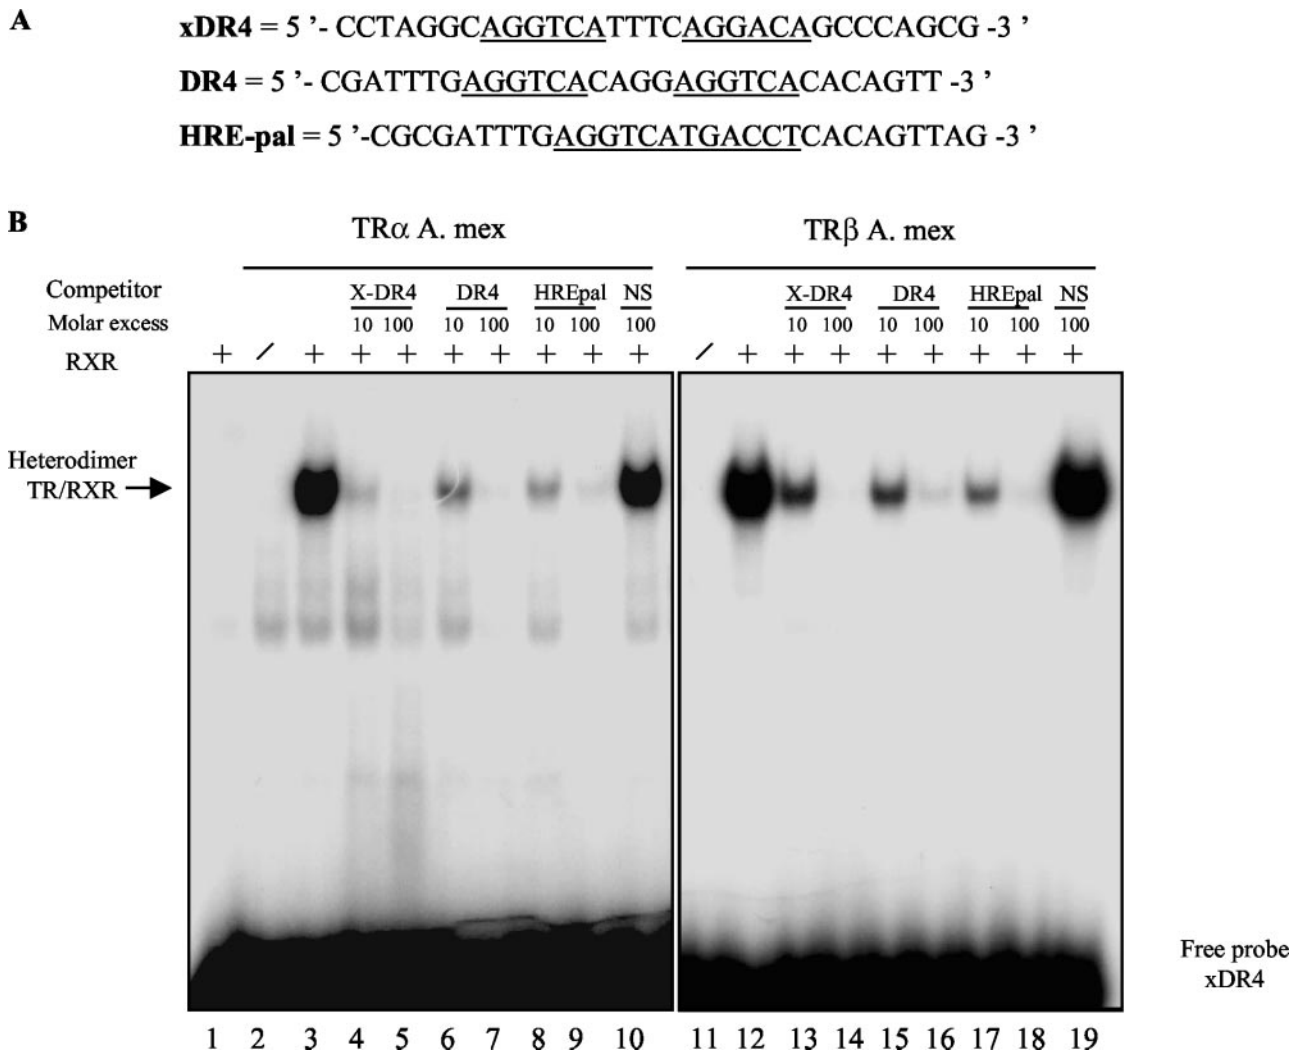 A
xDR4 = 5 '- CCTAGGCAGGTCATTTCAGGACAGCCCAGCG -3 '
DR4 = 5 '- CGATTTGAGGTCACAGGAGGTCACACAGTT -3 '
HRE-pal = 5 '-CGCGATTTGAGGTCATGACCTCACAGTTAG -3 '
B
TRα A. mex TRβ A. mex
Competitor X-DR4 DR4 HREpal NS X-DR4 DR4 HREpal NS
Molar excess 10 100 10 100 10 100 100 10 100 10 100 10 100 100
RXR + / + + + + + + + + / + + + + + + + +
Heterodimer
TR/RXR
Free probe
xDR4
1 2 3 4 5 6 7 8 9 10 11 12 13 14 15 16 17 18 19